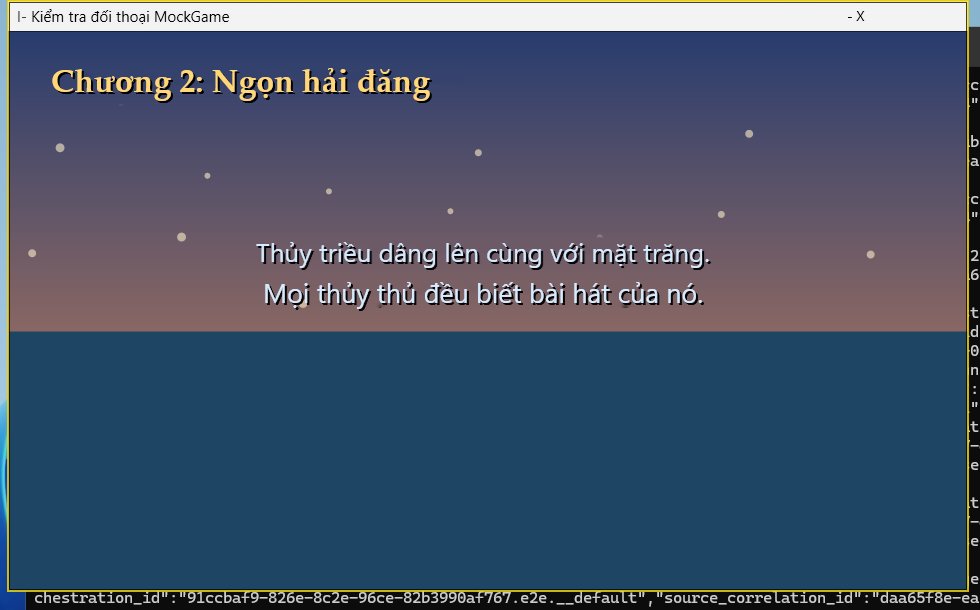 I- Kiểm tra đối thoại MockGame
- X
Chương 2: Ngọn hải đăng
Thủy triều dâng lên cùng với mặt trăng.
Mọi thủy thủ đều biết bài hát của nó.
chestration_id":"91ccbaf9-826e-8c2e-96ce-82b3990af767.e2e.__default","source_correlation_id":"daa65f8e-e